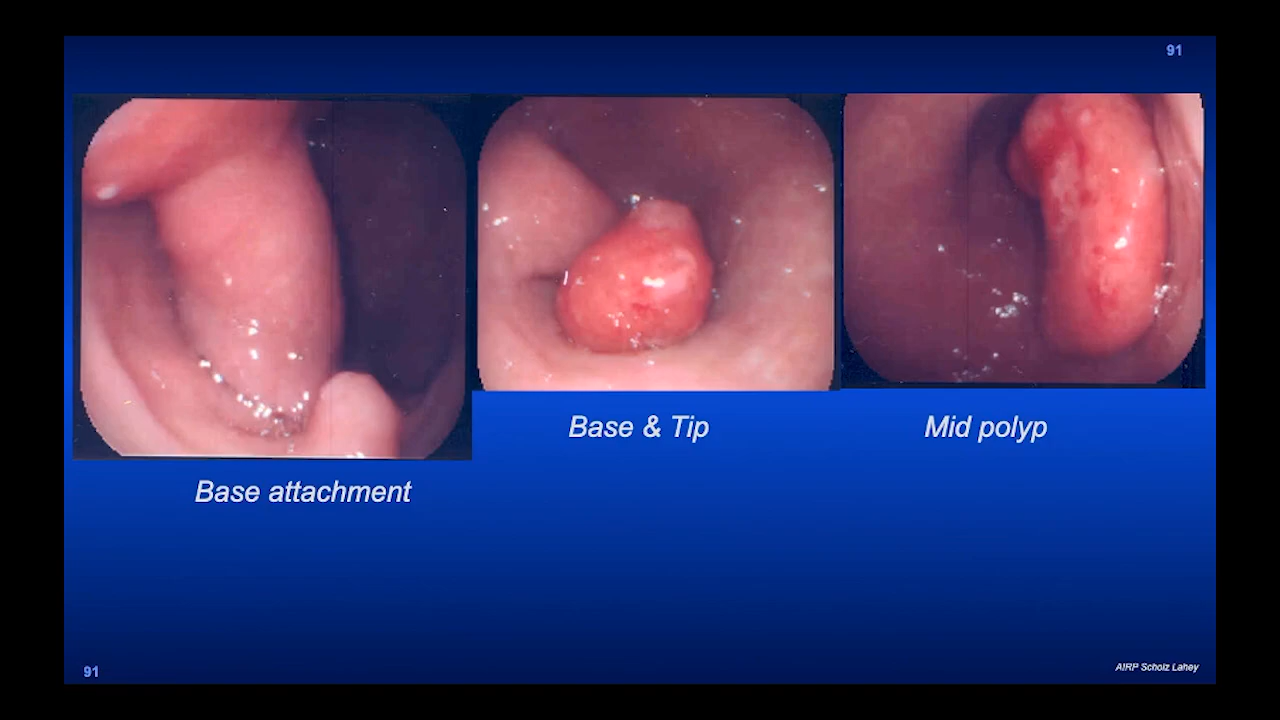 91
Base & Tip
Mid polyp
Base attachment
91
AIRP Scholz Lahey